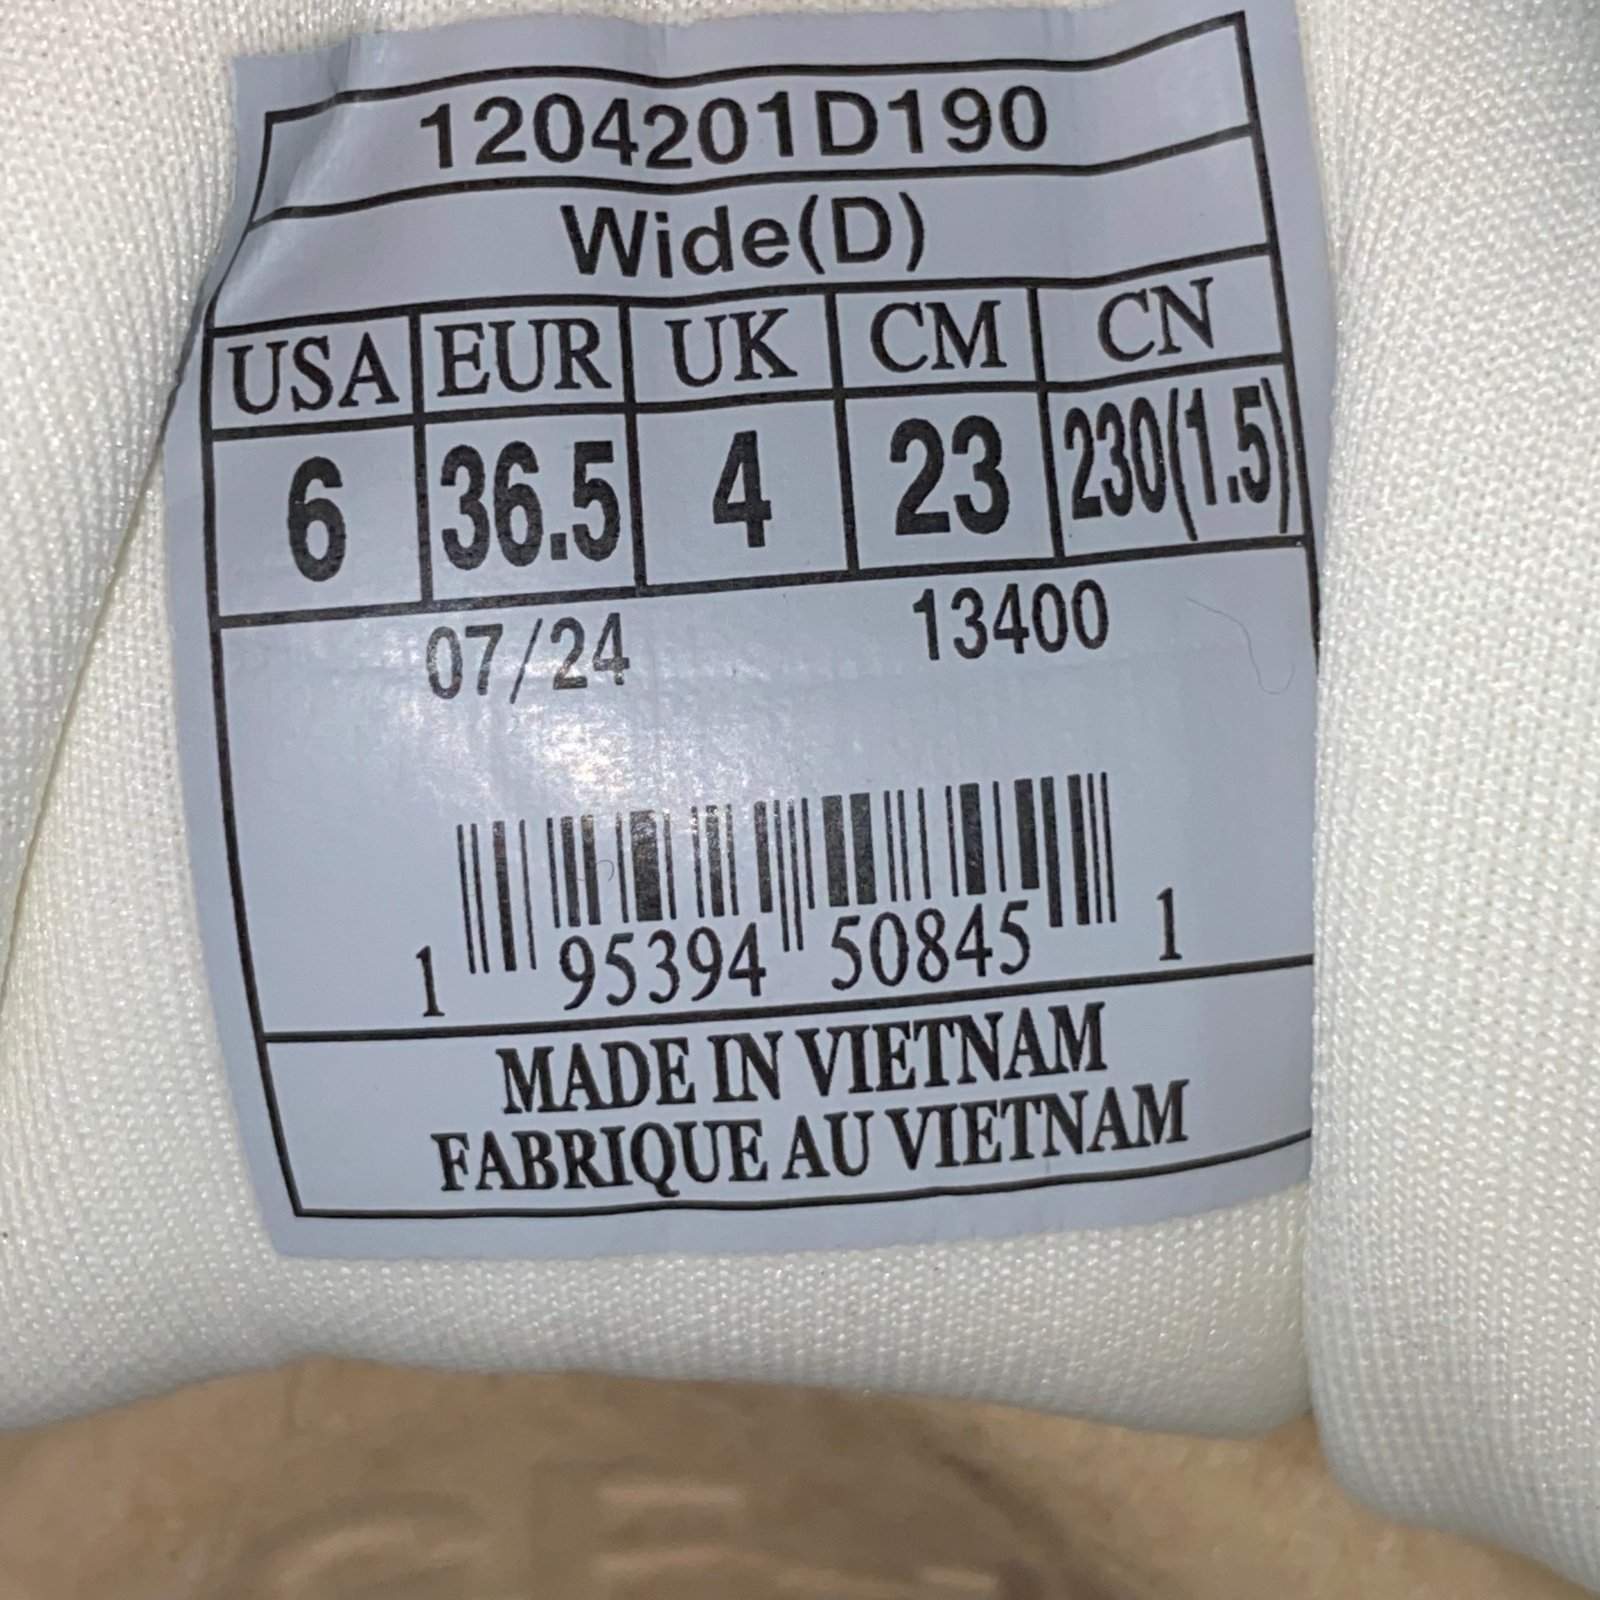 1204201D190
Wide(D)
USA EUR UK CM CN
6 36.5 4 23 230(1.5)
07/24 13400
1 95394 50845 1
MADE IN VIETNAM
FABRIQUE AU VIETNAM